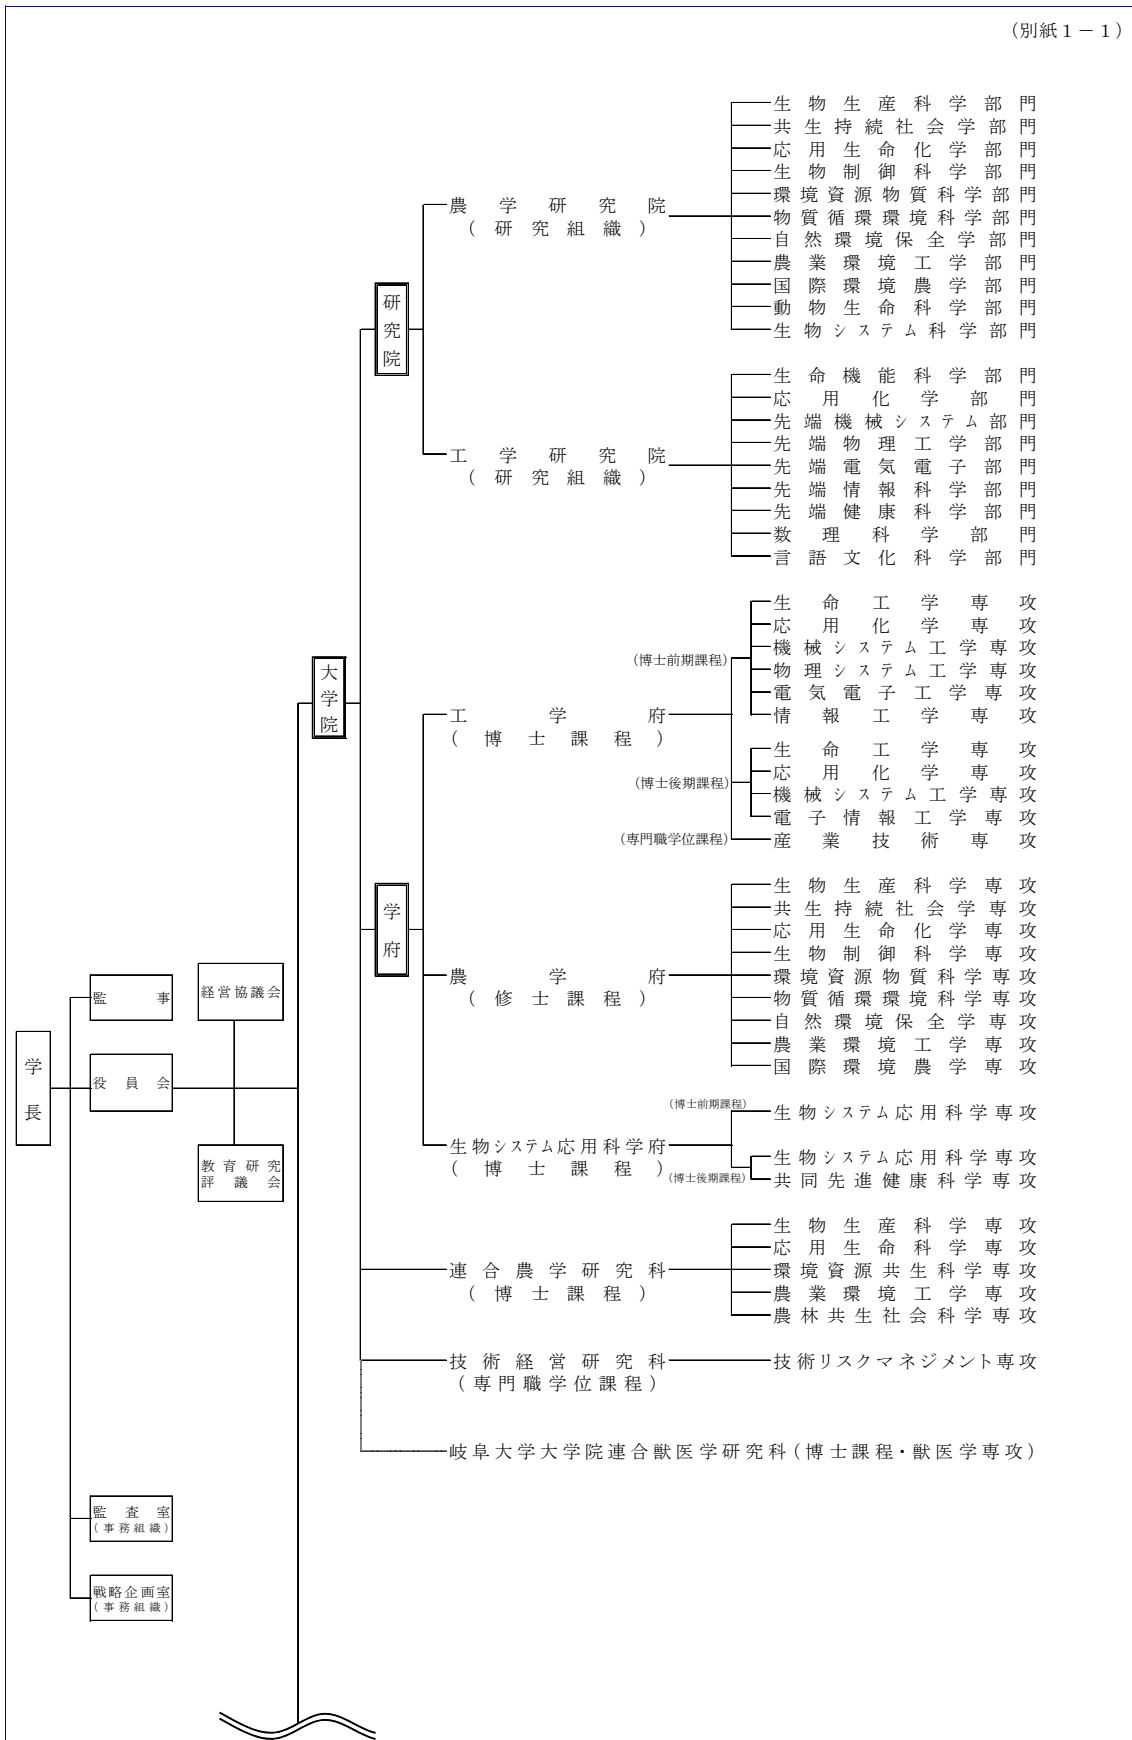 (別紙1-1)
生物生産科学部門
共生持続社会学部門
応用生命化学部門
生物制御科学部門
環境資源物質科学部門
物質循環環境科学部門
自然環境保全学部門
農業環境工学部門
国際環境農学部門
動物生命科学部門
生物システム科学部門
農学研究院
(研究組織)
研究院
生命機能科学部門
応用化学部門
先端機械システム部門
先端物理工学部門
先端電気電子部門
先端情報科学部門
先端健康科学部門
数理科学部門
言語文化科学部門
工学研究院
(研究組織)
大学院
生命工学専攻
応用化学専攻
機械システム工学専攻
物理システム工学専攻
電気電子工学専攻
情報工学専攻
(博士前期課程)
工学府
(博士課程)
生命工学専攻
応用化学専攻
機械システム工学専攻
電子情報工学専攻
(博士後期課程)
(専門職学位課程)
産業技術専攻
学府
生物生産科学専攻
共生持続社会学専攻
応用生命化学専攻
生物制御科学専攻
環境資源物質科学専攻
物質循環環境科学専攻
自然環境保全学専攻
農業環境工学専攻
国際環境農学専攻
農学府
(修士課程)
監事
経営協議会
学長
役員会
教育研究
評議会
(博士前期課程)
生物システム応用科学専攻
生物システム応用科学府
(博士課程)
(博士後期課程)
生物システム応用科学専攻
共同先進健康科学専攻
生物生産科学専攻
応用生命科学専攻
環境資源共生科学専攻
農業環境工学専攻
農林共生社会科学専攻
連合農学研究科
(博士課程)
技術経営研究科
(専門職学位課程)
技術リスクマネジメント専攻
岐阜大学大学院連合獣医学研究科(博士課程・獣医学専攻)
監査室
(事務組織)
戦略企画室
(事務組織)